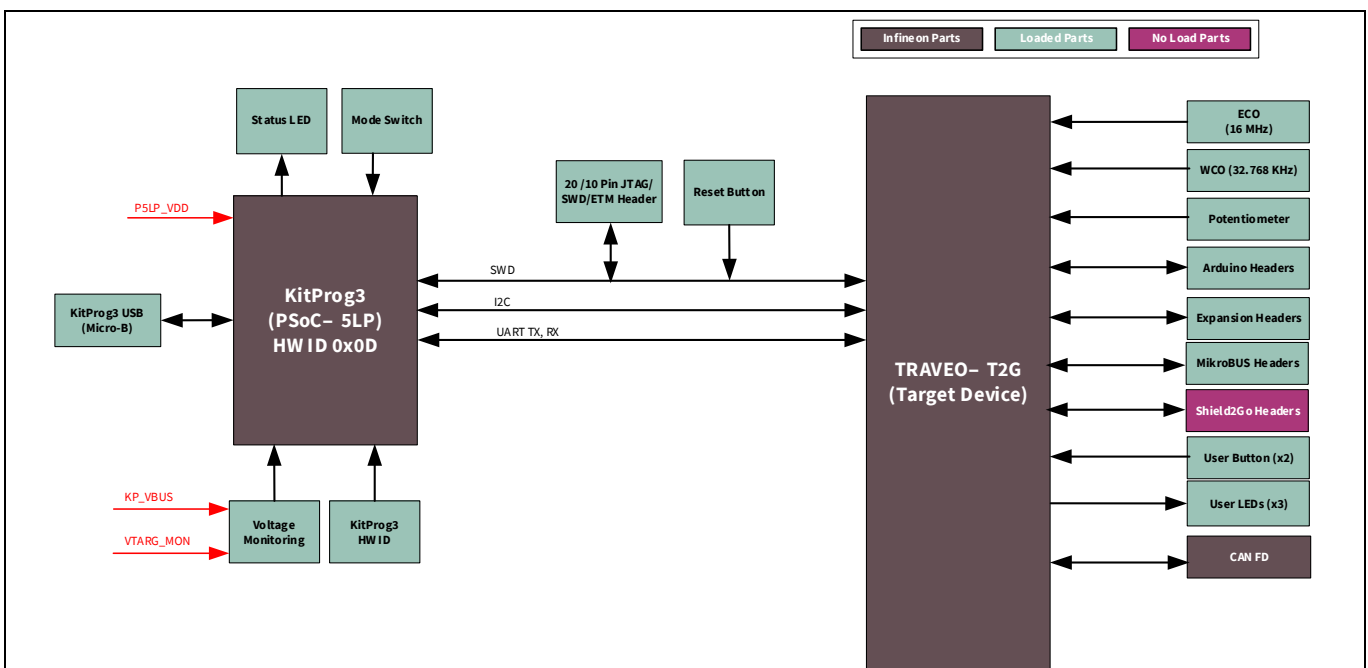 Infineon Parts
Loaded Parts
No Load Parts
Status LED
Mode Switch
P5LP_VDD
KitProg3 USB
(Micro-B)
KitProg3
(PSoC– 5LP)
HW ID 0x0D
KP_VBUS
VTARG_MON
Voltage
Monitoring
KitProg3
HW ID
20 /10 Pin JTAG/
SWD/ETM Header
Reset Button
SWD
I2C
UART TX, RX
TRAVEO– T2G
(Target Device)
ECO
(16 MHz)
WCO (32.768 KHz)
Potentiometer
Arduino Headers
Expansion Headers
MikroBUS Headers
Shield2Go Headers
User Button (x2)
User LEDs (x3)
CAN FD